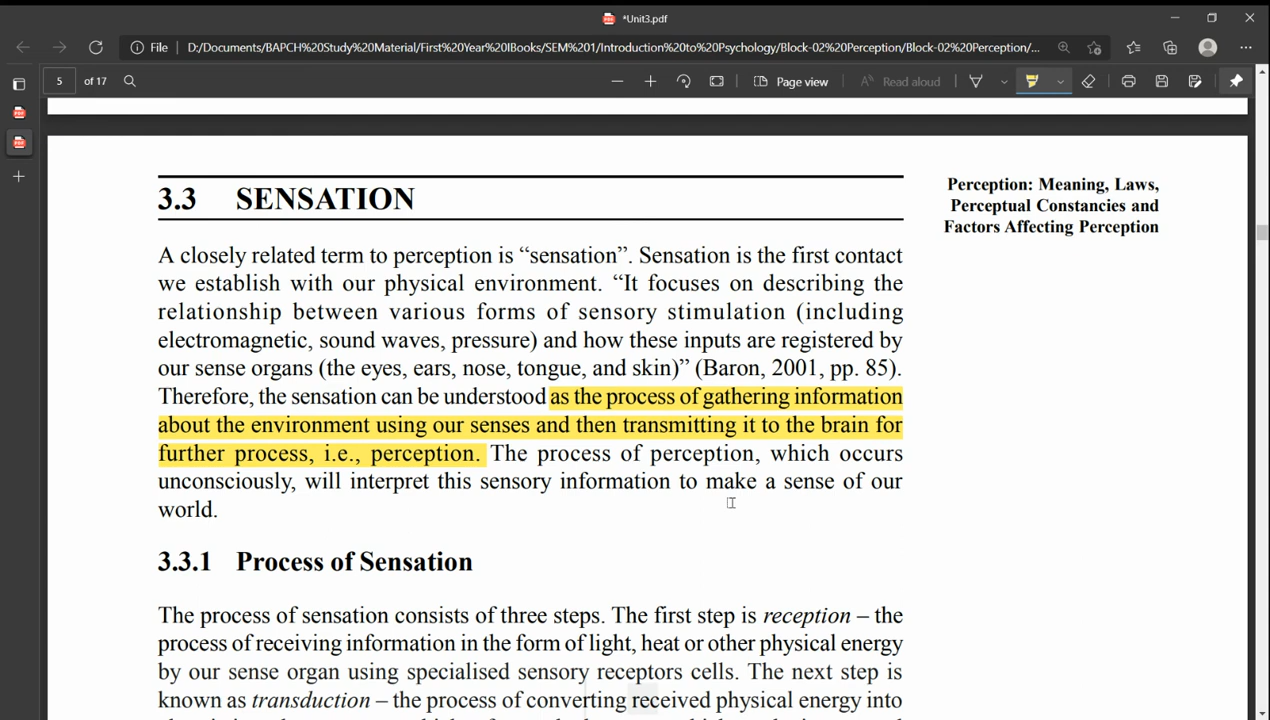 *Unit3.pdf
File D:/Documents/BAPCH%20Study%20Material/First%20Year%20IBooks/SEM%201/Introduction%20to%20Psychology/Block-02%20Perception/Block-02%20Perception/...
5 of 17 Page view Read aloud
3.3 SENSATION
Perception: Meaning, Laws,
Perceptual Constancies and
Factors Affecting Perception
A closely related term to perception is “sensation”. Sensation is the first contact
we establish with our physical environment. “It focuses on describing the
relationship between various forms of sensory stimulation (including
electromagnetic, sound waves, pressure) and how these inputs are registered by
our sense organs (the eyes, ears, nose, tongue, and skin)” (Baron, 2001, pp. 85).
Therefore, the sensation can be understood as the process of gathering information
about the environment using our senses and then transmitting it to the brain for
further process, i.e., perception. The process of perception, which occurs
unconsciously, will interpret this sensory information to make a sense of our
world.
3.3.1 Process of Sensation
The process of sensation consists of three steps. The first step is reception – the
process of receiving information in the form of light, heat or other physical energy
by our sense organ using specialised sensory receptors cells. The next step is
known as transduction – the process of converting received physical energy into